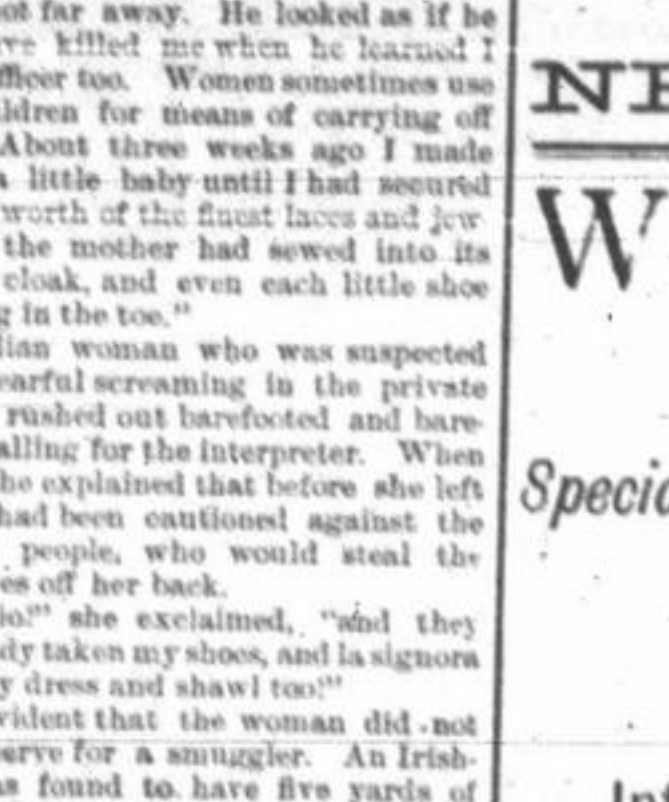 not far away. He looked as if he
ve killed me when he learned I
fficer too. Women sometimes use
ildren for means of carrying off
About three weeks ago I made
a little baby until I had secured
worth of the finest laces and jew-
the mother had sewed into its
cloak, and even each little shoe
g in the toe."
lian woman who was suspected
earful screaming in the private
rushed out barefooted and bare-
alling for the interpreter. When
he explained that before she left
had been cautioned against the
people, who would steal the
es off her back.
io!" she exclaimed, "and they
dy taken my shoes, and la signora
y dress and shawl too!"
vident that the woman did not
serve for a smuggler. An Irish-
as found to have five yards of
NE
W
Specia